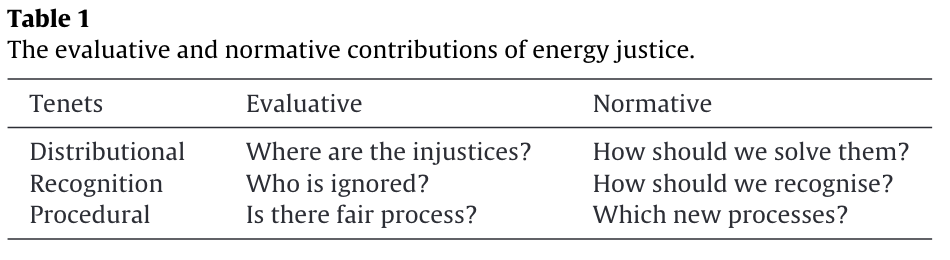 Table 1
The evaluative and normative contributions of energy justice.
Tenets Evaluative Normative
Distributional Where are the injustices? How should we solve them?
Recognition Who is ignored? How should we recognise?
Procedural Is there fair process? Which new processes?